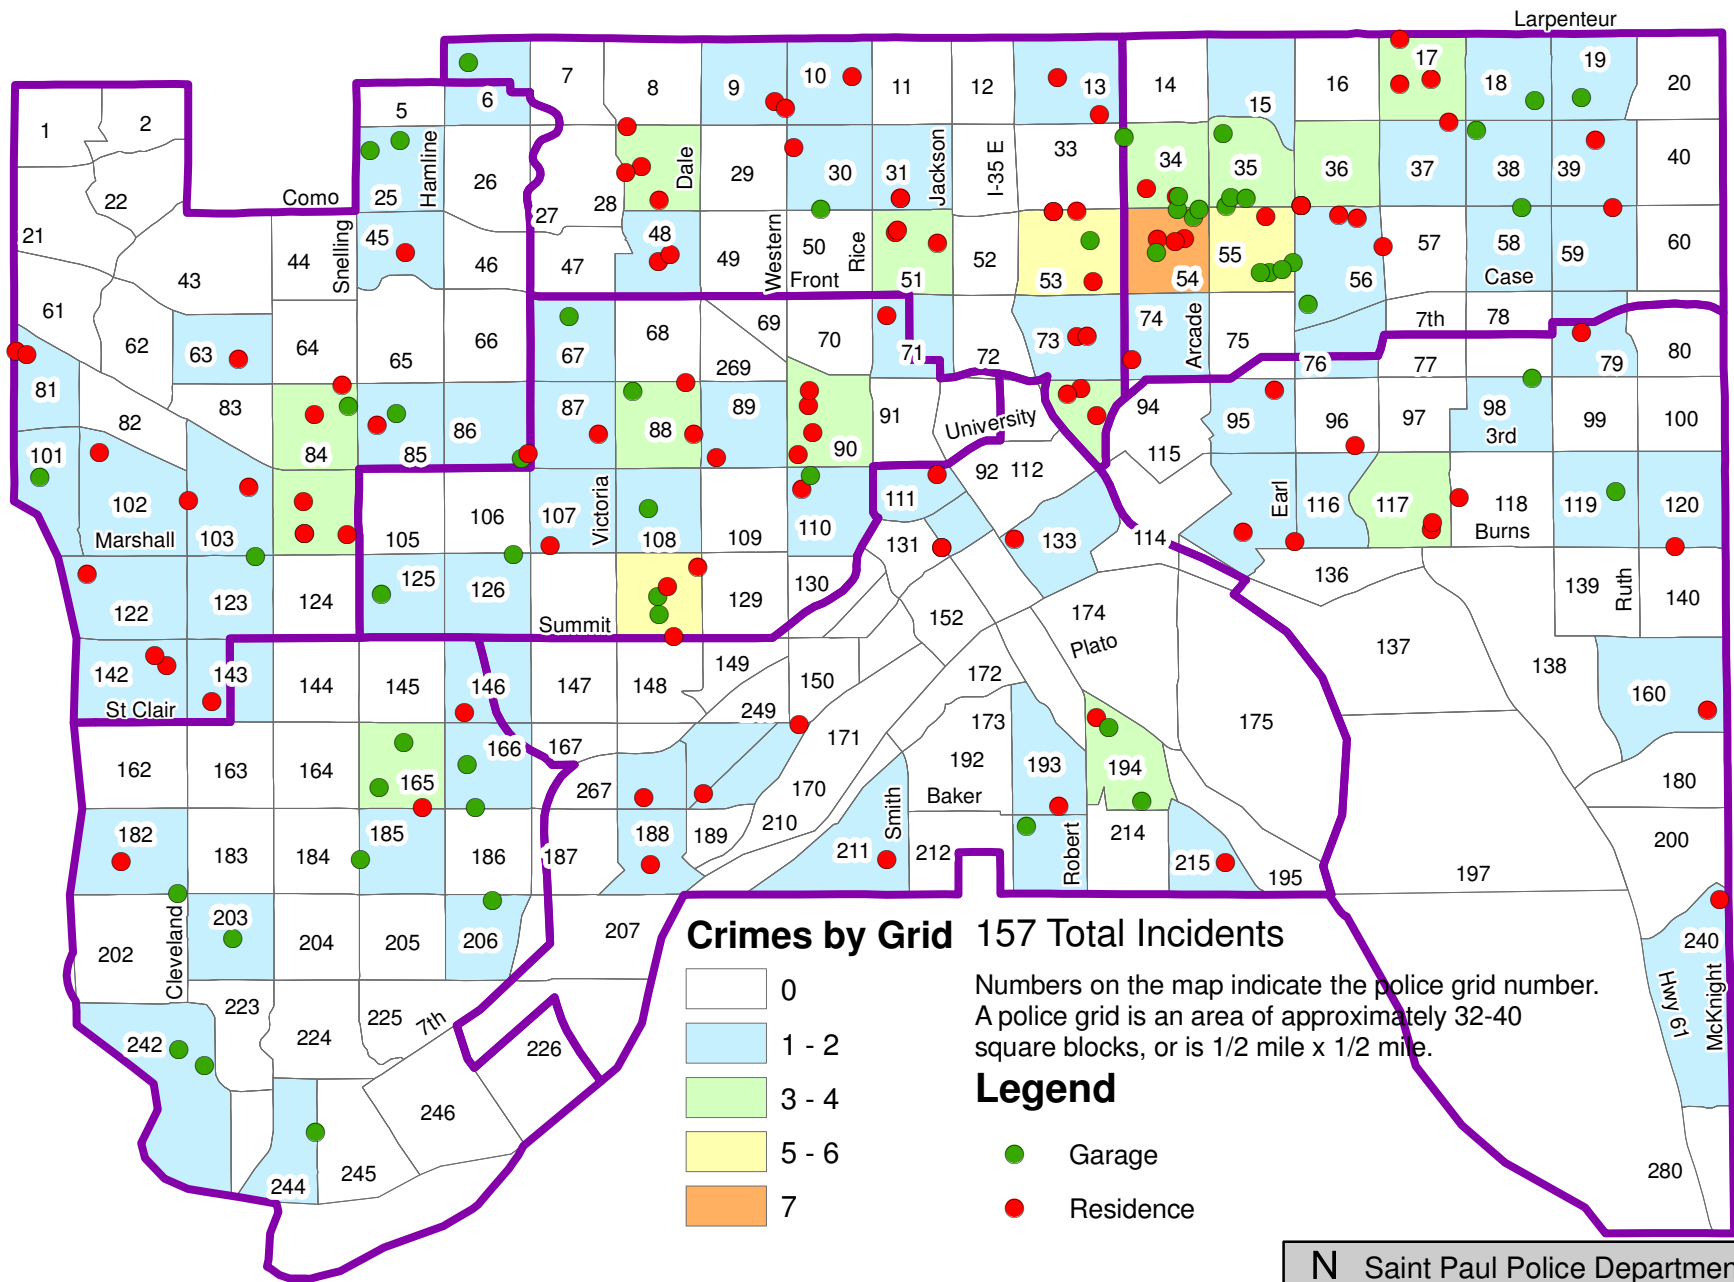 Larpenteur
7 8 9 10 11 12 13 14 15 16 17 18 19 20
1 2 5 6
Hamline Dale Jackson I-35 E
22 25 26 27 28 29 30 31 33 34 35 36 37 38 39 40
Como
21 43 44 Snelling 45 46 47 48 49 Western 50 Rice 51 52 53 54 55 56 57 58 59 60
Front Case
61 62 63 64 65 66 67 68 69 269 70 71 72 73 74 Arcade 75 76 7th 77 78 79 80
81 82 83 84 85 86 87 88 89 90 91 University 94 95 96 97 98 99 100
3rd
101 102 103 105 106 107 Victoria 108 109 110 111 92 112 115 Earl 116 117 118 119 120
Marshall Burns
122 123 124 125 126 129 130 131 133 114 136 139 Ruth 140
Summit
142 143 144 145 146 147 148 149 150 152 172 174 Plato 137 138 160
St Clair
162 163 164 165 166 167 267 249 171 170 192 173 193 194 175 180
Baker
182 183 184 185 186 187 188 189 210 211 Smith 212 Robert 214 215 195 197 200
202 Cleveland 203 204 205 206 207 240
223 224 225 7th 226 Hwy 61 McKnight
242 244 245 246 280
Crimes by Grid
0
1 - 2
3 - 4
5 - 6
7
157 Total Incidents
Numbers on the map indicate the police grid number.
A police grid is an area of approximately 32-40
square blocks, or is 1/2 mile x 1/2 mile.
Legend
Garage
Residence
N Saint Paul Police Departmen